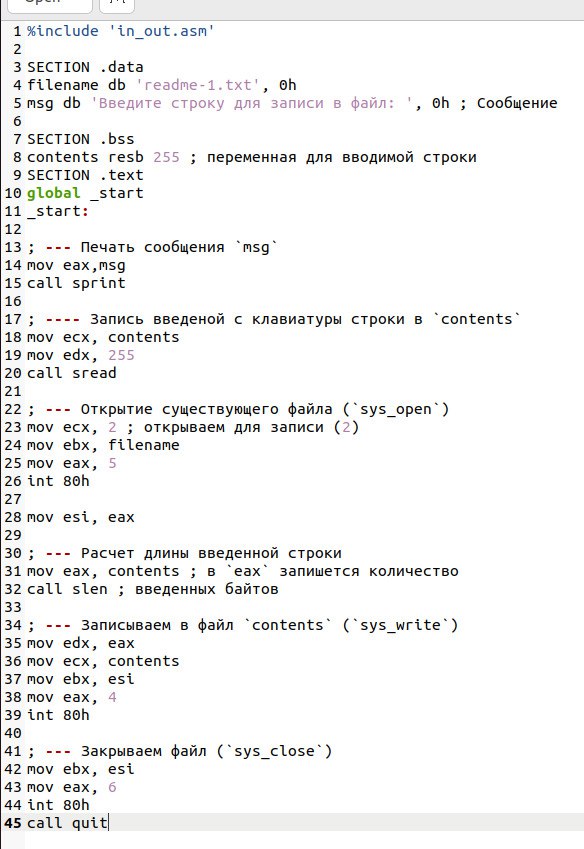 1 %include 'in_out.asm'
2
3 SECTION .data
4 filename db 'readme-1.txt', 0h
5 msg db 'Введите строку для записи в файл: ', 0h ; Сообщение
6
7 SECTION .bss
8 contents resb 255 ; переменная для вводимой строки
9 SECTION .text
10 global _start
11 _start:
12
13 ; --- Печать сообщения `msg`
14 mov eax,msg
15 call sprint
16
17 ; ---- Запись введеной с клавиатуры строки в `contents`
18 mov ecx, contents
19 mov edx, 255
20 call sread
21
22 ; --- Открытие существующего файла (`sys_open`)
23 mov ecx, 2 ; открываем для записи (2)
24 mov ebx, filename
25 mov eax, 5
26 int 80h
27
28 mov esi, eax
29
30 ; --- Расчет длины введенной строки
31 mov eax, contents ; в `eax` запишется количество
32 call slen ; введенных байтов
33
34 ; --- Записываем в файл `contents` (`sys_write`)
35 mov edx, eax
36 mov ecx, contents
37 mov ebx, esi
38 mov eax, 4
39 int 80h
40
41 ; --- Закрываем файл (`sys_close`)
42 mov ebx, esi
43 mov eax, 6
44 int 80h
45 call quit